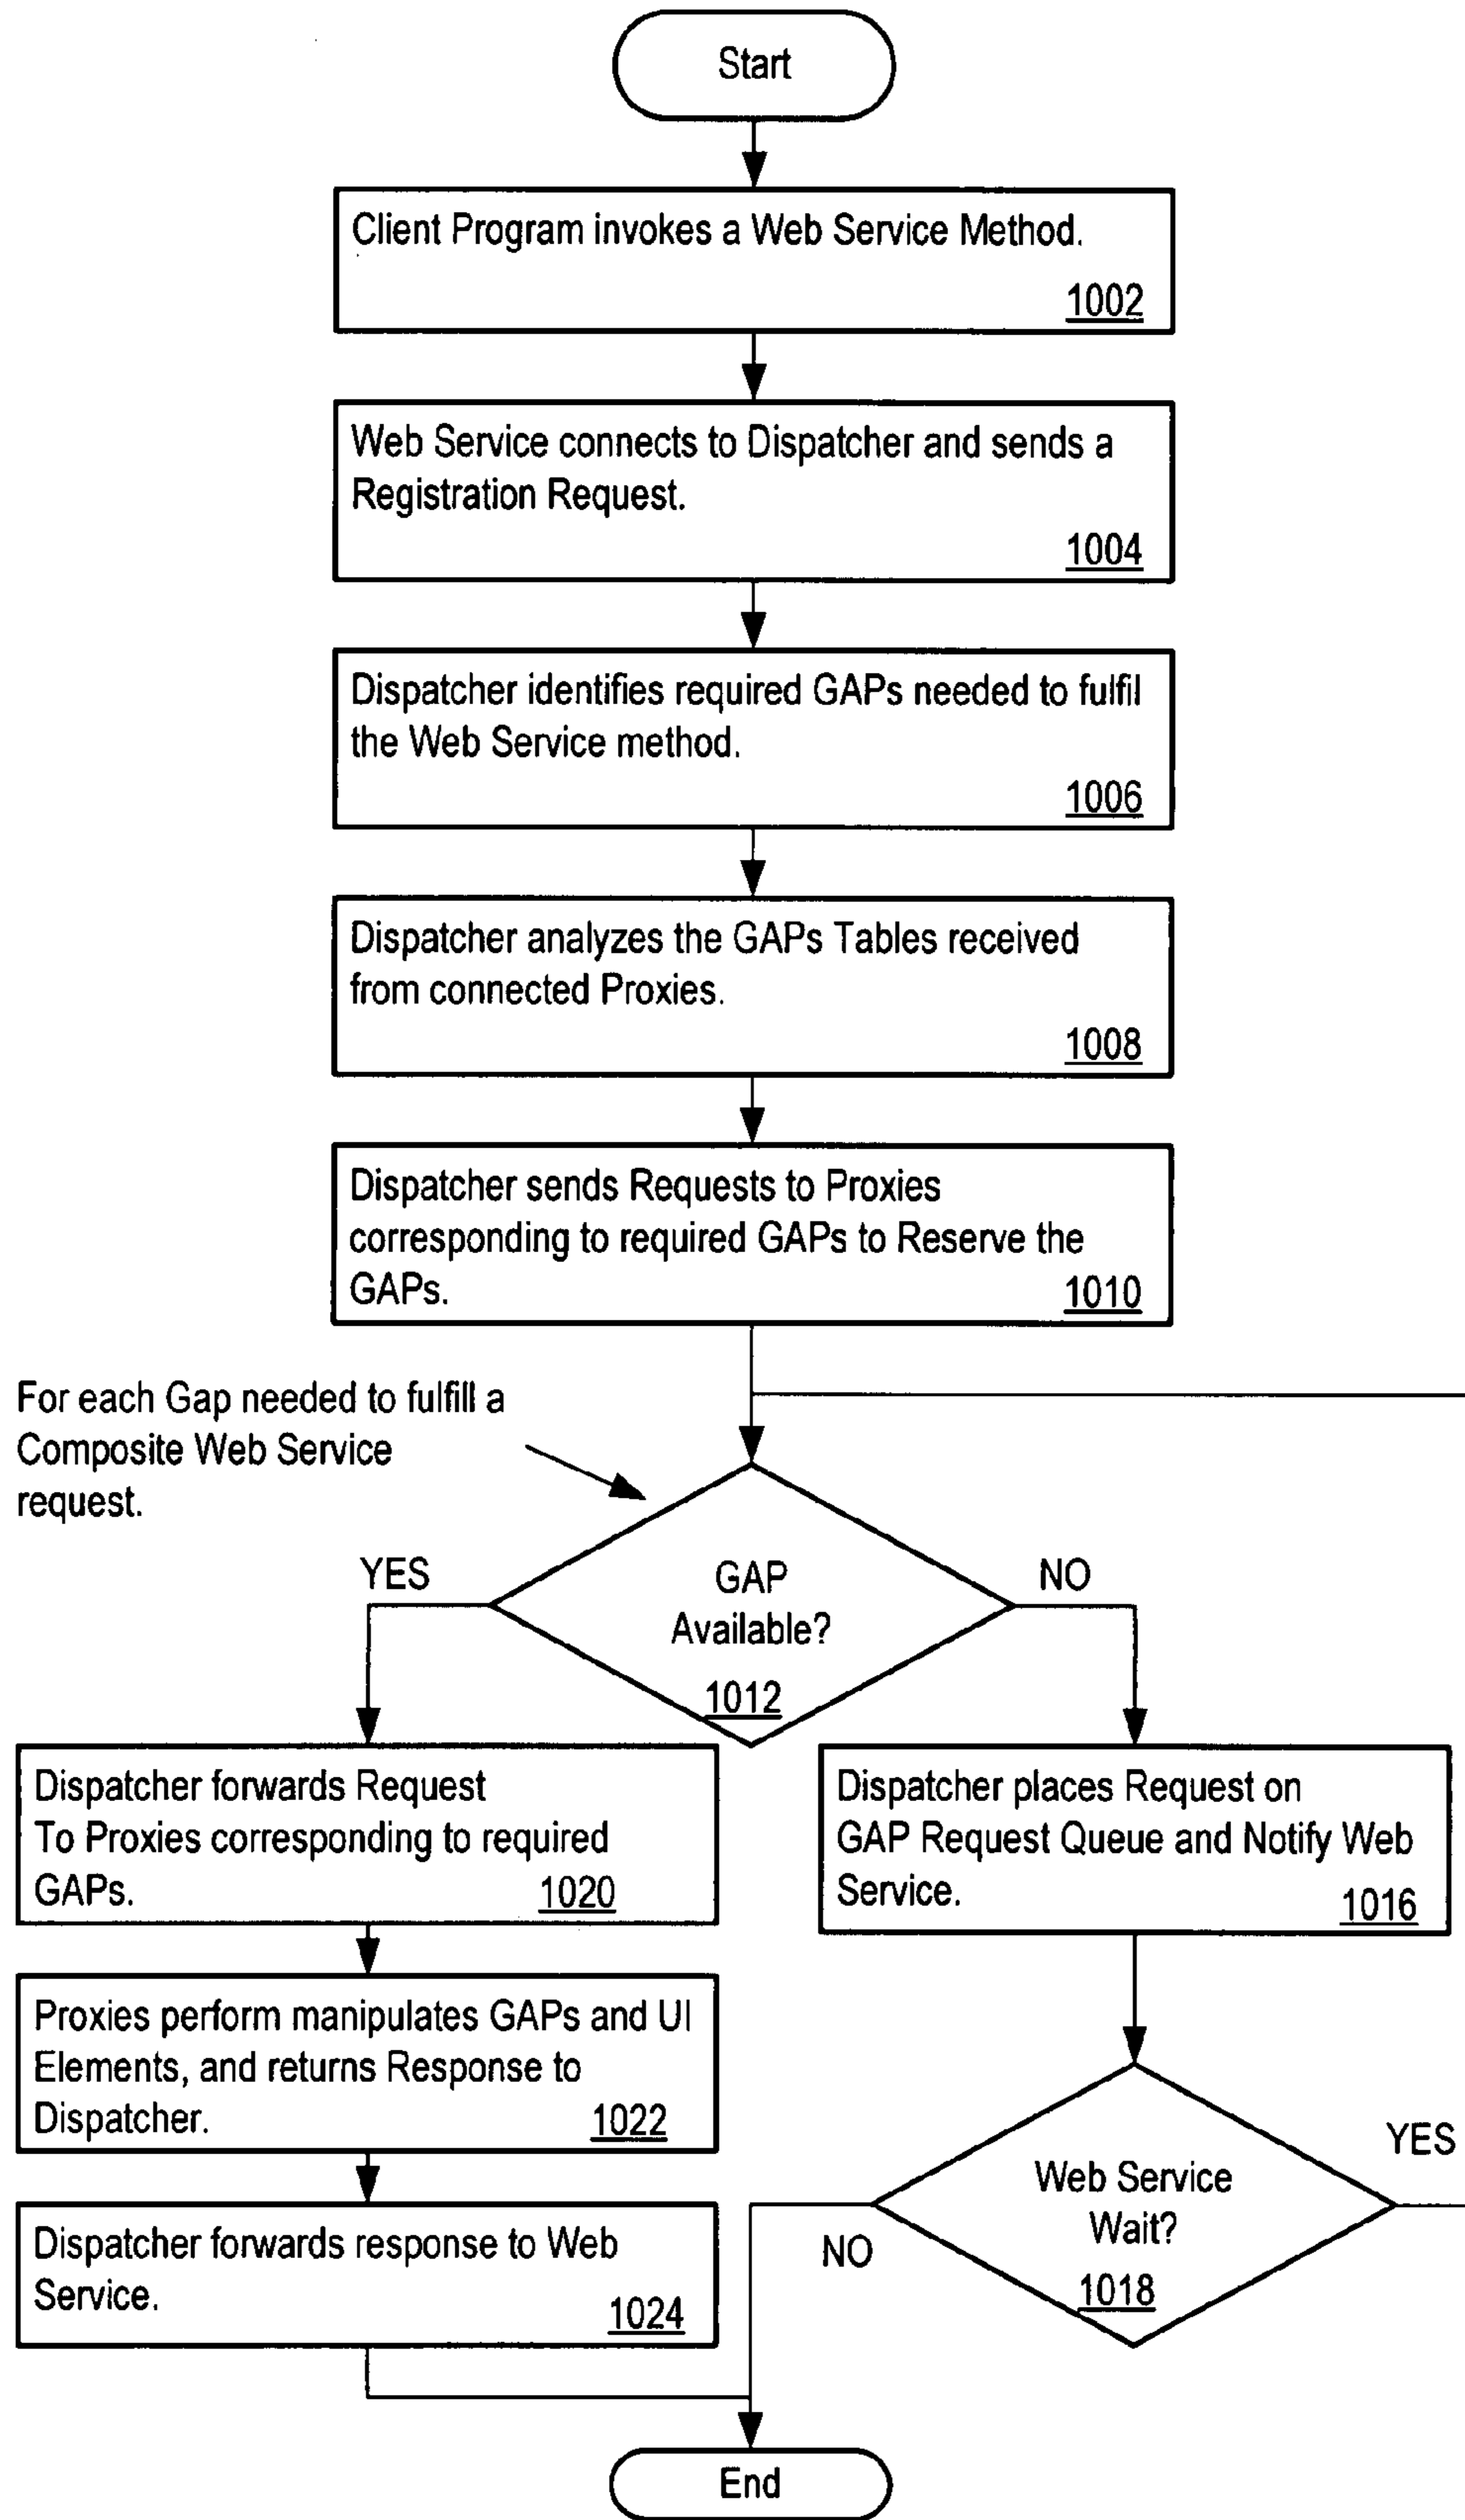 Start
Client Program invokes a Web Service Method.
1002
Web Service connects to Dispatcher and sends a
Registration Request.
1004
Dispatcher identifies required GAPs needed to fulfil
the Web Service method.
1006
Dispatcher analyzes the GAPs Tables received
from connected Proxies.
1008
Dispatcher sends Requests to Proxies
corresponding to required GAPs to Reserve the
GAPs.
1010
For each Gap needed to fulfill a
Composite Web Service
request.
GAP
Available?
1012
YES
NO
Dispatcher forwards Request
To Proxies corresponding to required
GAPs.
1020
Dispatcher places Request on
GAP Request Queue and Notify Web
Service.
1016
Proxies perform manipulates GAPs and UI
Elements, and returns Response to
Dispatcher.
1022
Web Service
Wait?
1018
YES
NO
Dispatcher forwards response to Web
Service.
1024
End